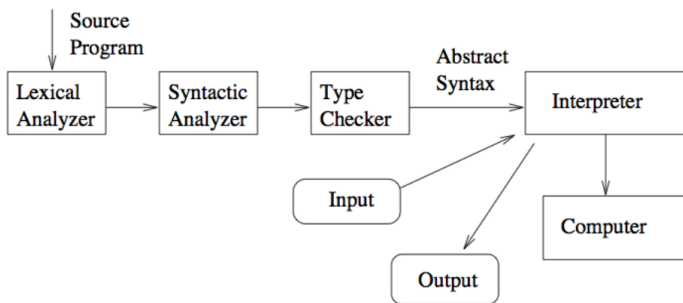 Source
Program
Lexical
Analyzer
Syntactic
Analyzer
Type
Checker
Abstract
Syntax
Interpreter
Input
Output
Computer